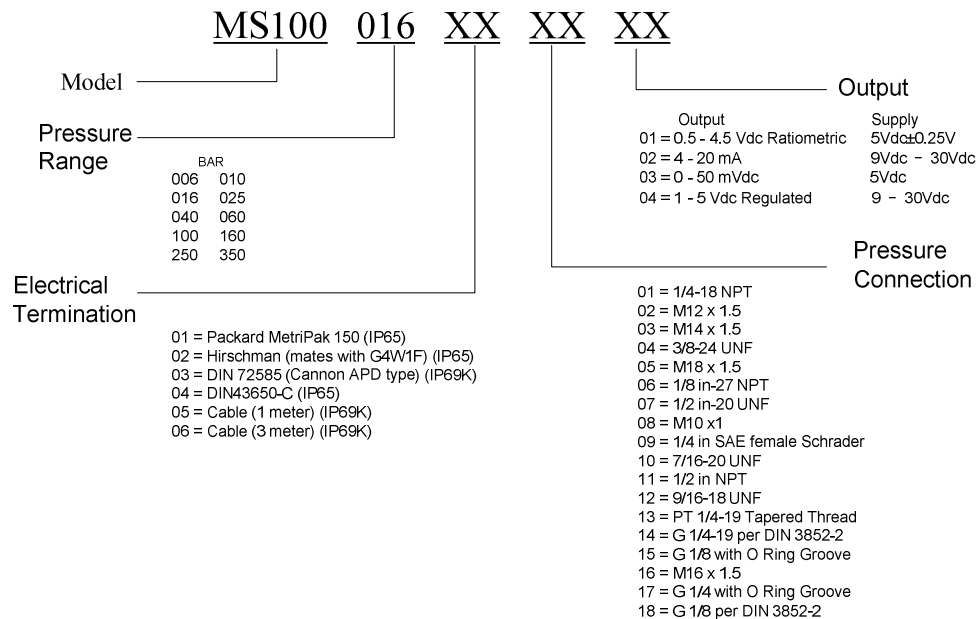 MS100 016 XX XX XX
Model
Pressure
Range
BAR
006 010
016 025
040 060
100 160
250 350
Electrical
Termination
01 = Packard MetriPak 150 (IP65)
02 = Hirschman (mates with G4W1F) (IP65)
03 = DIN 72585 (Cannon APD type) (IP69K)
04 = DIN43650-C (IP65)
05 = Cable (1 meter) (IP69K)
06 = Cable (3 meter) (IP69K)
Output
Output Supply
01 = 0.5 - 4.5 Vdc Ratiometric 5Vdc±0.25V
02 = 4 - 20 mA 9Vdc - 30Vdc
03 = 0 - 50 mVdc 5Vdc
04 = 1 - 5 Vdc Regulated 9 - 30Vdc
Pressure
Connection
01 = 1/4-18 NPT
02 = M12 x 1.5
03 = M14 x 1.5
04 = 3/8-24 UNF
05 = M18 x 1.5
06 = 1/8 in-27 NPT
07 = 1/2 in-20 UNF
08 = M10 x1
09 = 1/4 in SAE female Schrader
10 = 7/16-20 UNF
11 = 1/2 in NPT
12 = 9/16-18 UNF
13 = PT 1/4-19 Tapered Thread
14 = G 1/4-19 per DIN 3852-2
15 = G 1/8 with O Ring Groove
16 = M16 x 1.5
17 = G 1/4 with O Ring Groove
18 = G 1/8 per DIN 3852-2